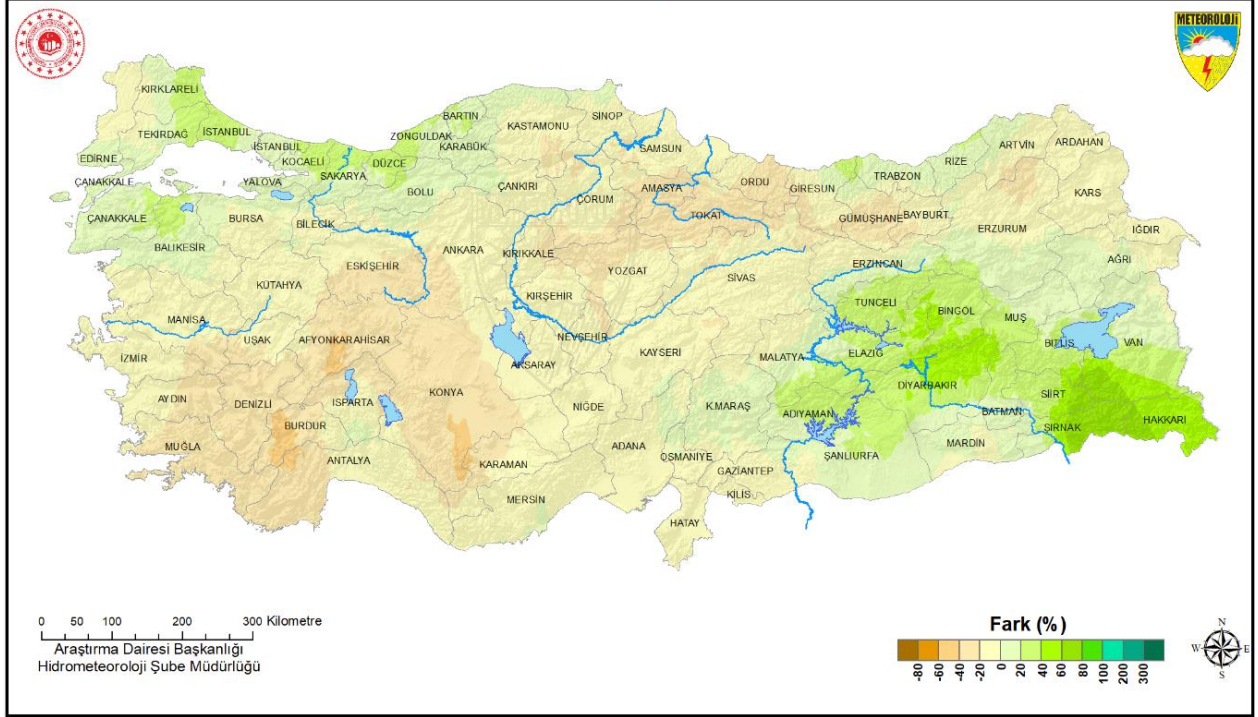 METEOROLOJİ
KIRKLARELİ
TEKİRDAĞ
İSTANBUL
EDİRNE
ÇANAKKALE
İSTANBUL
KOCAELİ
YALOVA
SAKARYA
DÜZCE
ZONGULDAK
BARTIN
KARABÜK
KASTAMONU
SİNOP
SAMSUN
BOLU
ÇANKIRI
ÇORUM
AMASYA
ORDU
GİRESUN
TRABZON
RİZE
ARTVİN
ARDAHAN
KARS
IĞDIR
AĞRI
ERZURUM
BAYBURT
GÜMÜŞHANE
TOKAT
ÇANAKKALE
BALIKESİR
BURSA
BİLECİK
ESKİŞEHİR
ANKARA
KIRIKKALE
YOZGAT
SİVAS
ERZİNCAN
TUNCELİ
BİNGÖL
MUŞ
BİTLİS
VAN
KÜTAHYA
MANİSA
UŞAK
AFYONKARAHİSAR
KIRŞEHİR
NEVŞEHİR
AKSARAY
KAYSERİ
MALATYA
ELAZIĞ
DİYARBAKIR
BATMAN
SİİRT
ŞIRNAK
HAKKARİ
İZMİR
AYDIN
DENİZLİ
ISPARTA
BURDUR
KONYA
NİĞDE
K.MARAŞ
ADIYAMAN
MARDİN
ŞANLIURFA
MUĞLA
ANTALYA
KARAMAN
MERSİN
ADANA
OSMANİYE
GAZİANTEP
KİLİS
HATAY
0 50 100 200 300 Kilometre
Araştırma Dairesi Başkanlığı
Hidrometeoroloji Şube Müdürlüğü
Fark (%)
-80 -60 -40 -20 0 20 40 60 80 100 200 300
N
W E
S